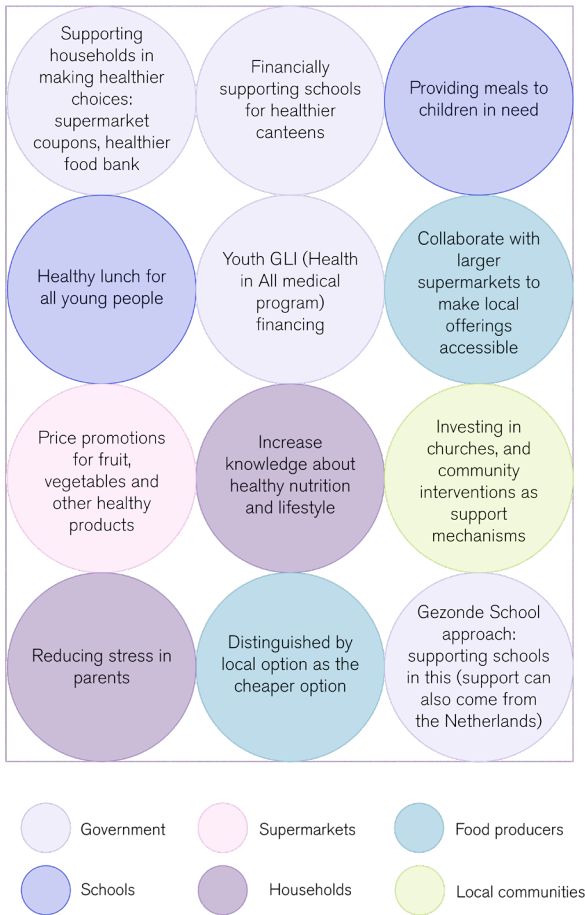 Supporting
households in
making healthier
choices:
supermarket
coupons, healthier
food bank
Financially
supporting schools
for healthier
canteens
Providing meals to
children in need
Healthy lunch for
all young people
Youth GLI (Health
in All medical
program)
financing
Collaborate with
larger
supermarkets to
make local
offerings
accessible
Price promotions
for fruit,
vegetables and
other healthy
products
Increase
knowledge about
healthy nutrition
and lifestyle
Investing in
churches, and
community
interventions as
support
mechanisms
Reducing stress in
parents
Distinguished by
local option as the
cheaper option
Gezonde School
approach:
supporting schools
in this (support can
also come from
the Netherlands)
Government
Supermarkets
Food producers
Schools
Households
Local communities